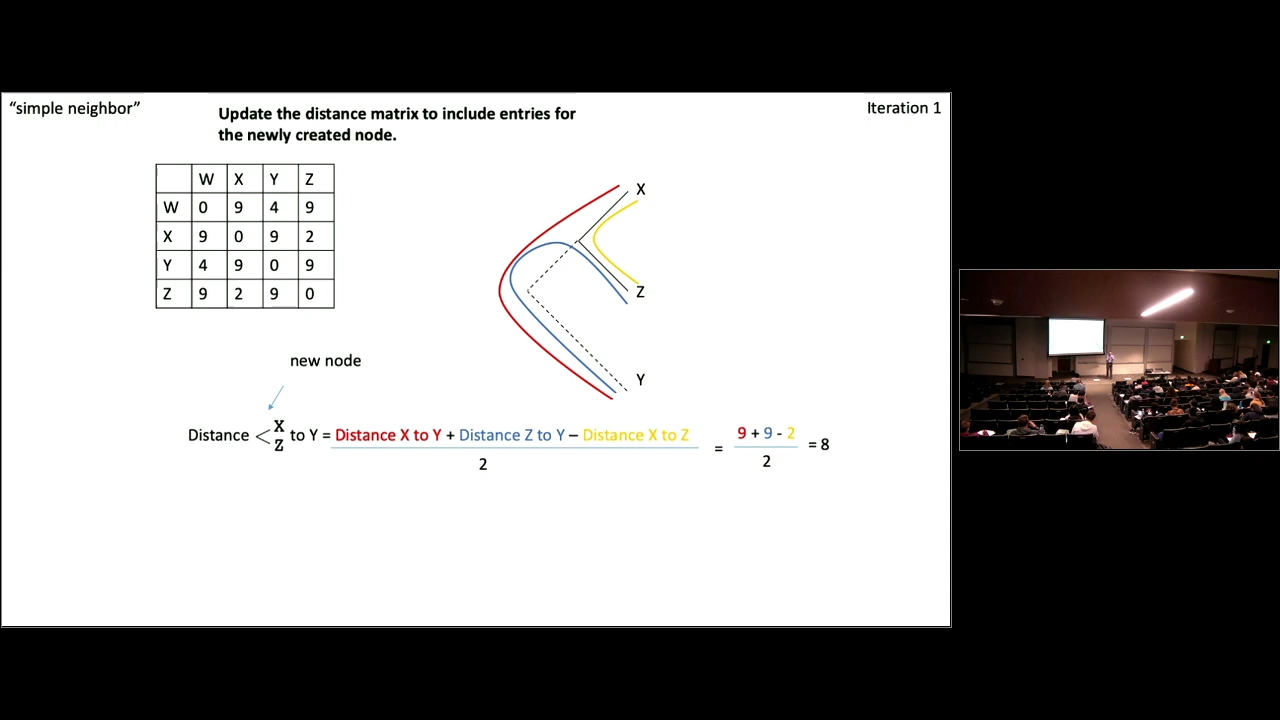 “simple neighbor”
Update the distance matrix to include entries for
the newly created node.
Iteration 1
W X Y Z
W 0 9 4 9
X 9 0 9 2
Y 4 9 0 9
Z 9 2 9 0
X
Z
Y
new node
Distance < X Z to Y = Distance X to Y + Distance Z to Y – Distance X to Z
2
= 9 + 9 - 2
2
= 8